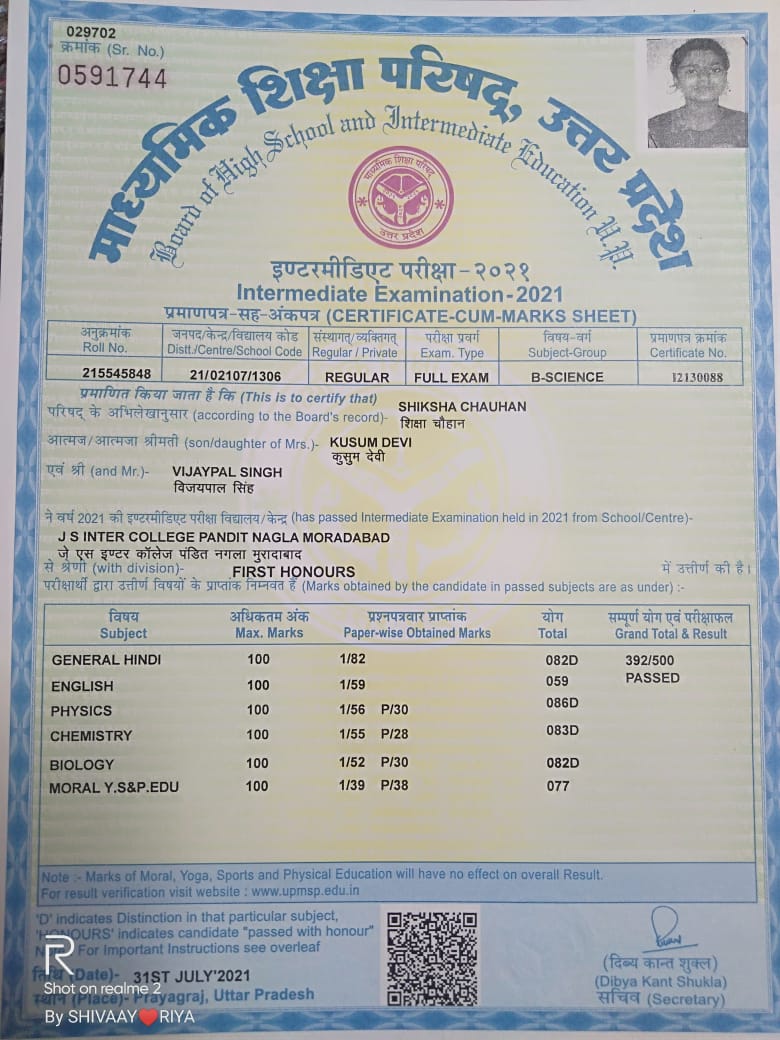 029702
क्रमांक (Sr. No.)
0591744
माध्यमिक शिक्षा परिषद्, उत्तर प्रदेश
Board of High School and Intermediate Education U.P.
माध्यमिक शिक्षा परिषद्
उत्तर प्रदेश
इण्टरमीडिएट परीक्षा-२०२१
Intermediate Examination-2021
प्रमाणपत्र-सह-अंकपत्र (CERTIFICATE-CUM-MARKS SHEET)
अनुक्रमांक जनपद/केन्द्र/विद्यालय कोड संस्थागत/व्यक्तिगत् परीक्षा प्रवर्ग विषय-वर्ग प्रमाणपत्र क्रमांक
Roll No. Distt./Centre/School Code Regular / Private Exam. Type Subject-Group Certificate No.
215545848 21/02107/1306 REGULAR FULL EXAM B-SCIENCE 12130088
प्रमाणित किया जाता है कि (This is to certify that)
परिषद् के अभिलेखानुसार (according to the Board's record)- SHIKSHA CHAUHAN
शिक्षा चौहान
आत्मज/आत्मजा श्रीमती (son/daughter of Mrs.)- KUSUM DEVI
कुसुम देवी
एवं श्री (and Mr.)- VIJAYPAL SINGH
विजयपाल सिंह
ने वर्ष 2021 की इण्टरमीडिएट परीक्षा विद्यालय/केन्द्र (has passed Intermediate Examination held in 2021 from School/Centre)-
J S INTER COLLEGE PANDIT NAGLA MORADABAD
जे एस इण्टर कॉलेज पंडित नगला मुरादाबाद
से श्रेणी (with division)- FIRST HONOURS में उत्तीर्ण की है।
परीक्षार्थी द्वारा उत्तीर्ण विषयों के प्राप्तांक निम्नवत हैं (Marks obtained by the candidate in passed subjects are as under) :-
विषय अधिकतम अंक प्रश्नपत्रवार प्राप्तांक योग सम्पूर्ण योग एवं परीक्षाफल
Subject Max. Marks Paper-wise Obtained Marks Total Grand Total & Result
GENERAL HINDI 100 1/82 082D 392/500
ENGLISH 100 1/59 059 PASSED
PHYSICS 100 1/56 P/30 086D
CHEMISTRY 100 1/55 P/28 083D
BIOLOGY 100 1/52 P/30 082D
MORAL Y.S&P.EDU 100 1/39 P/38 077
Note :- Marks of Moral, Yoga, Sports and Physical Education will have no effect on overall Result.
For result verification visit website : www.upmsp.edu.in
'D' indicates Distinction in that particular subject,
'HONOURS' indicates candidate "passed with honour"
For Important Instructions see overleaf
तिथि (Date)- 31ST JULY'2021
स्थान (Place)- Prayagraj, Uttar Pradesh
(दिब्य कान्त शुक्ल)
(Dibya Kant Shukla)
सचिव (Secretary)
R
Shot on realme 2
By SHIVAAY❤️RIYA